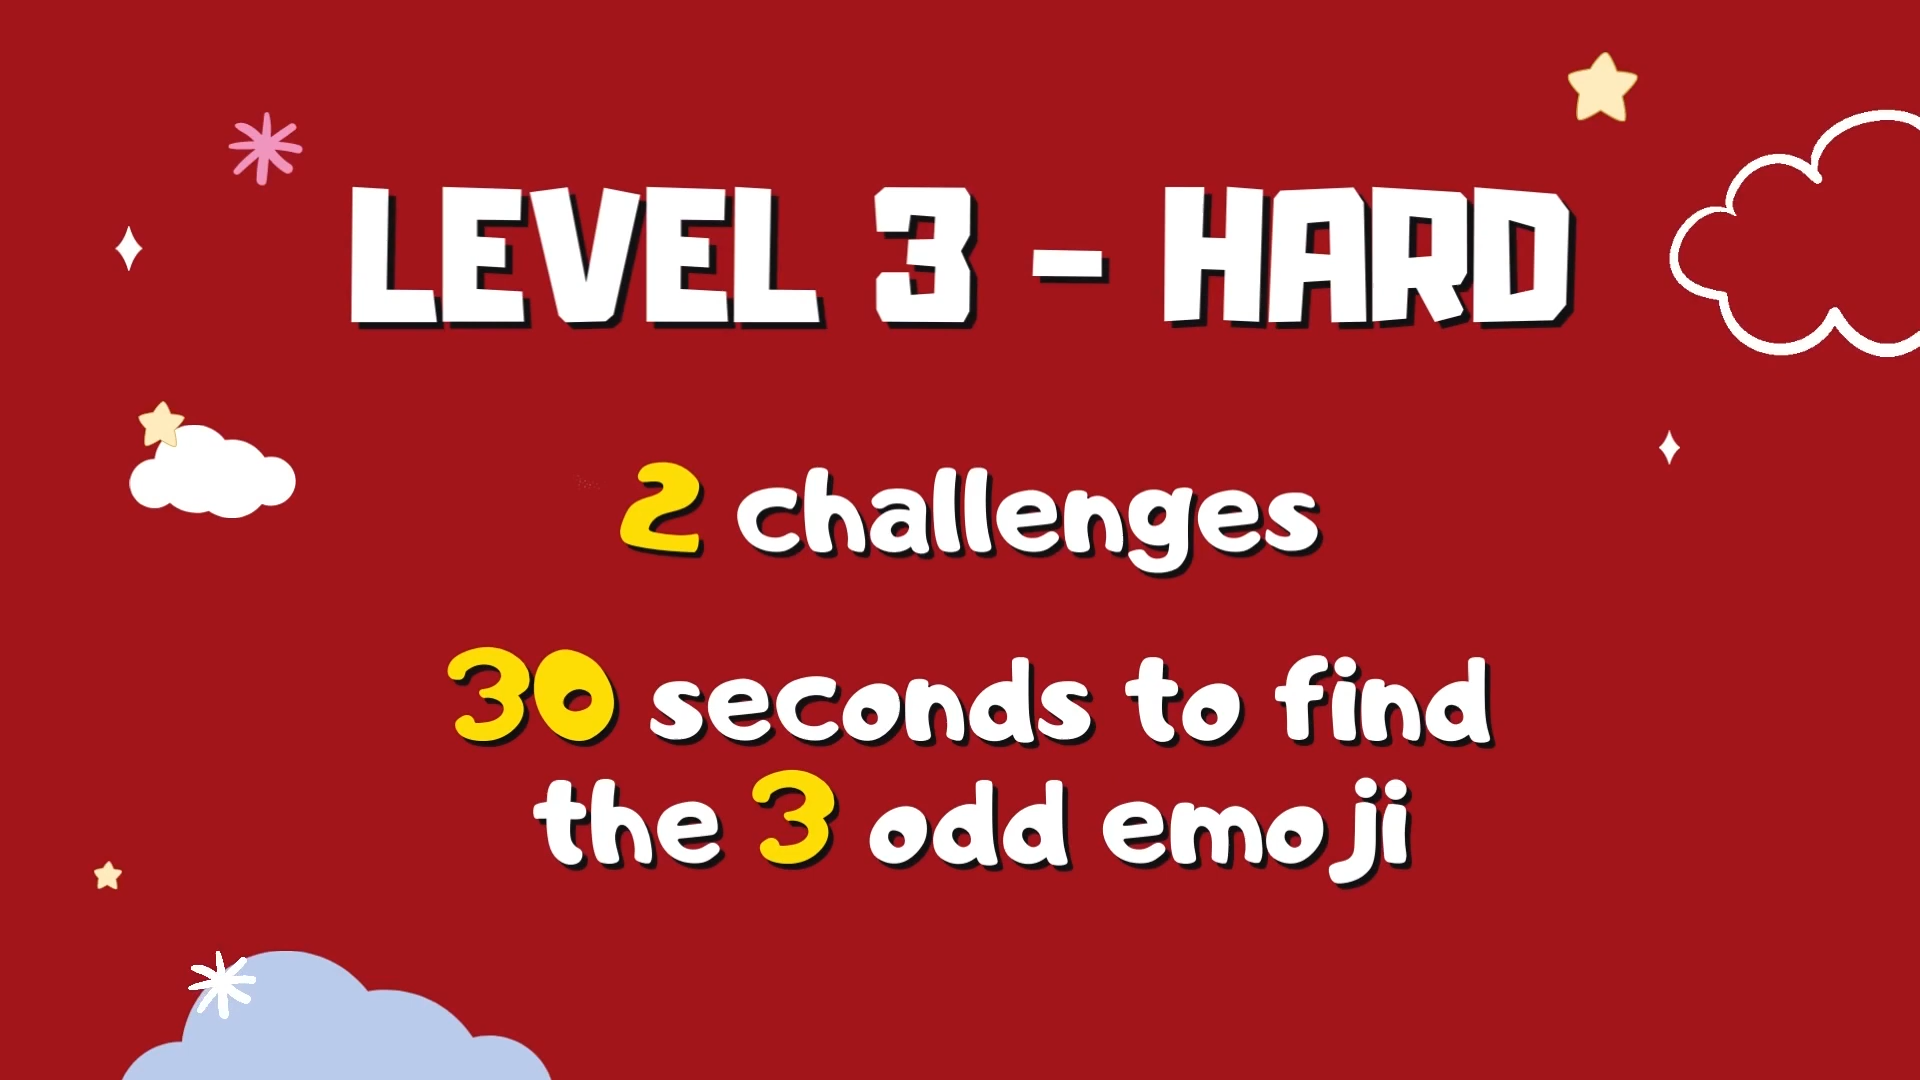 LEVEL 3 - HARD
2 challenges
30 seconds to find
the 3 odd emoji